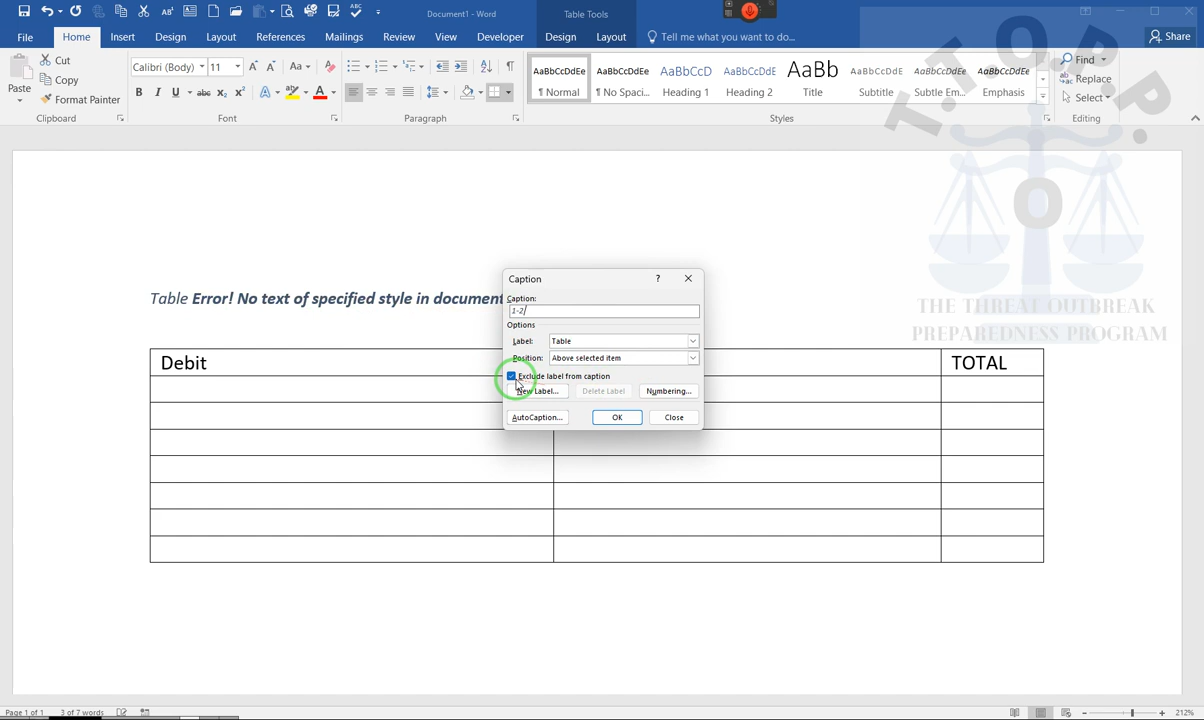 Document1 - Word
Table Tools
File Home Insert Design Layout References Mailings Review View Developer Design Layout Tell me what you want to do... Share
Paste
Cut
Copy
Format Painter
Clipboard
Calibri (Body) 11
Font
Paragraph
AaBbCcDdEe AaBbCcDdEe AaBbCcD AaBbCcDdE AaBb AaBbCcDdE AaBbCcDdEe AaBbCcDdEe
¶ Normal ¶ No Spaci... Heading 1 Heading 2 Title Subtitle Subtle Em... Emphasis
Styles
Find
Replace
Select
Editing
T.T.O.P.P.
THE THREAT OUTBREAK
PREPAREDNESS PROGRAM
Table Error! No text of specified style in document
Caption ?
Caption:
1-2
Options
Label: Table
Position: Above selected item
Exclude label from caption
New Label... Delete Label Numbering...
AutoCaption... OK Close
Debit TOTAL
Page 1 of 1 3 of 7 words 212%